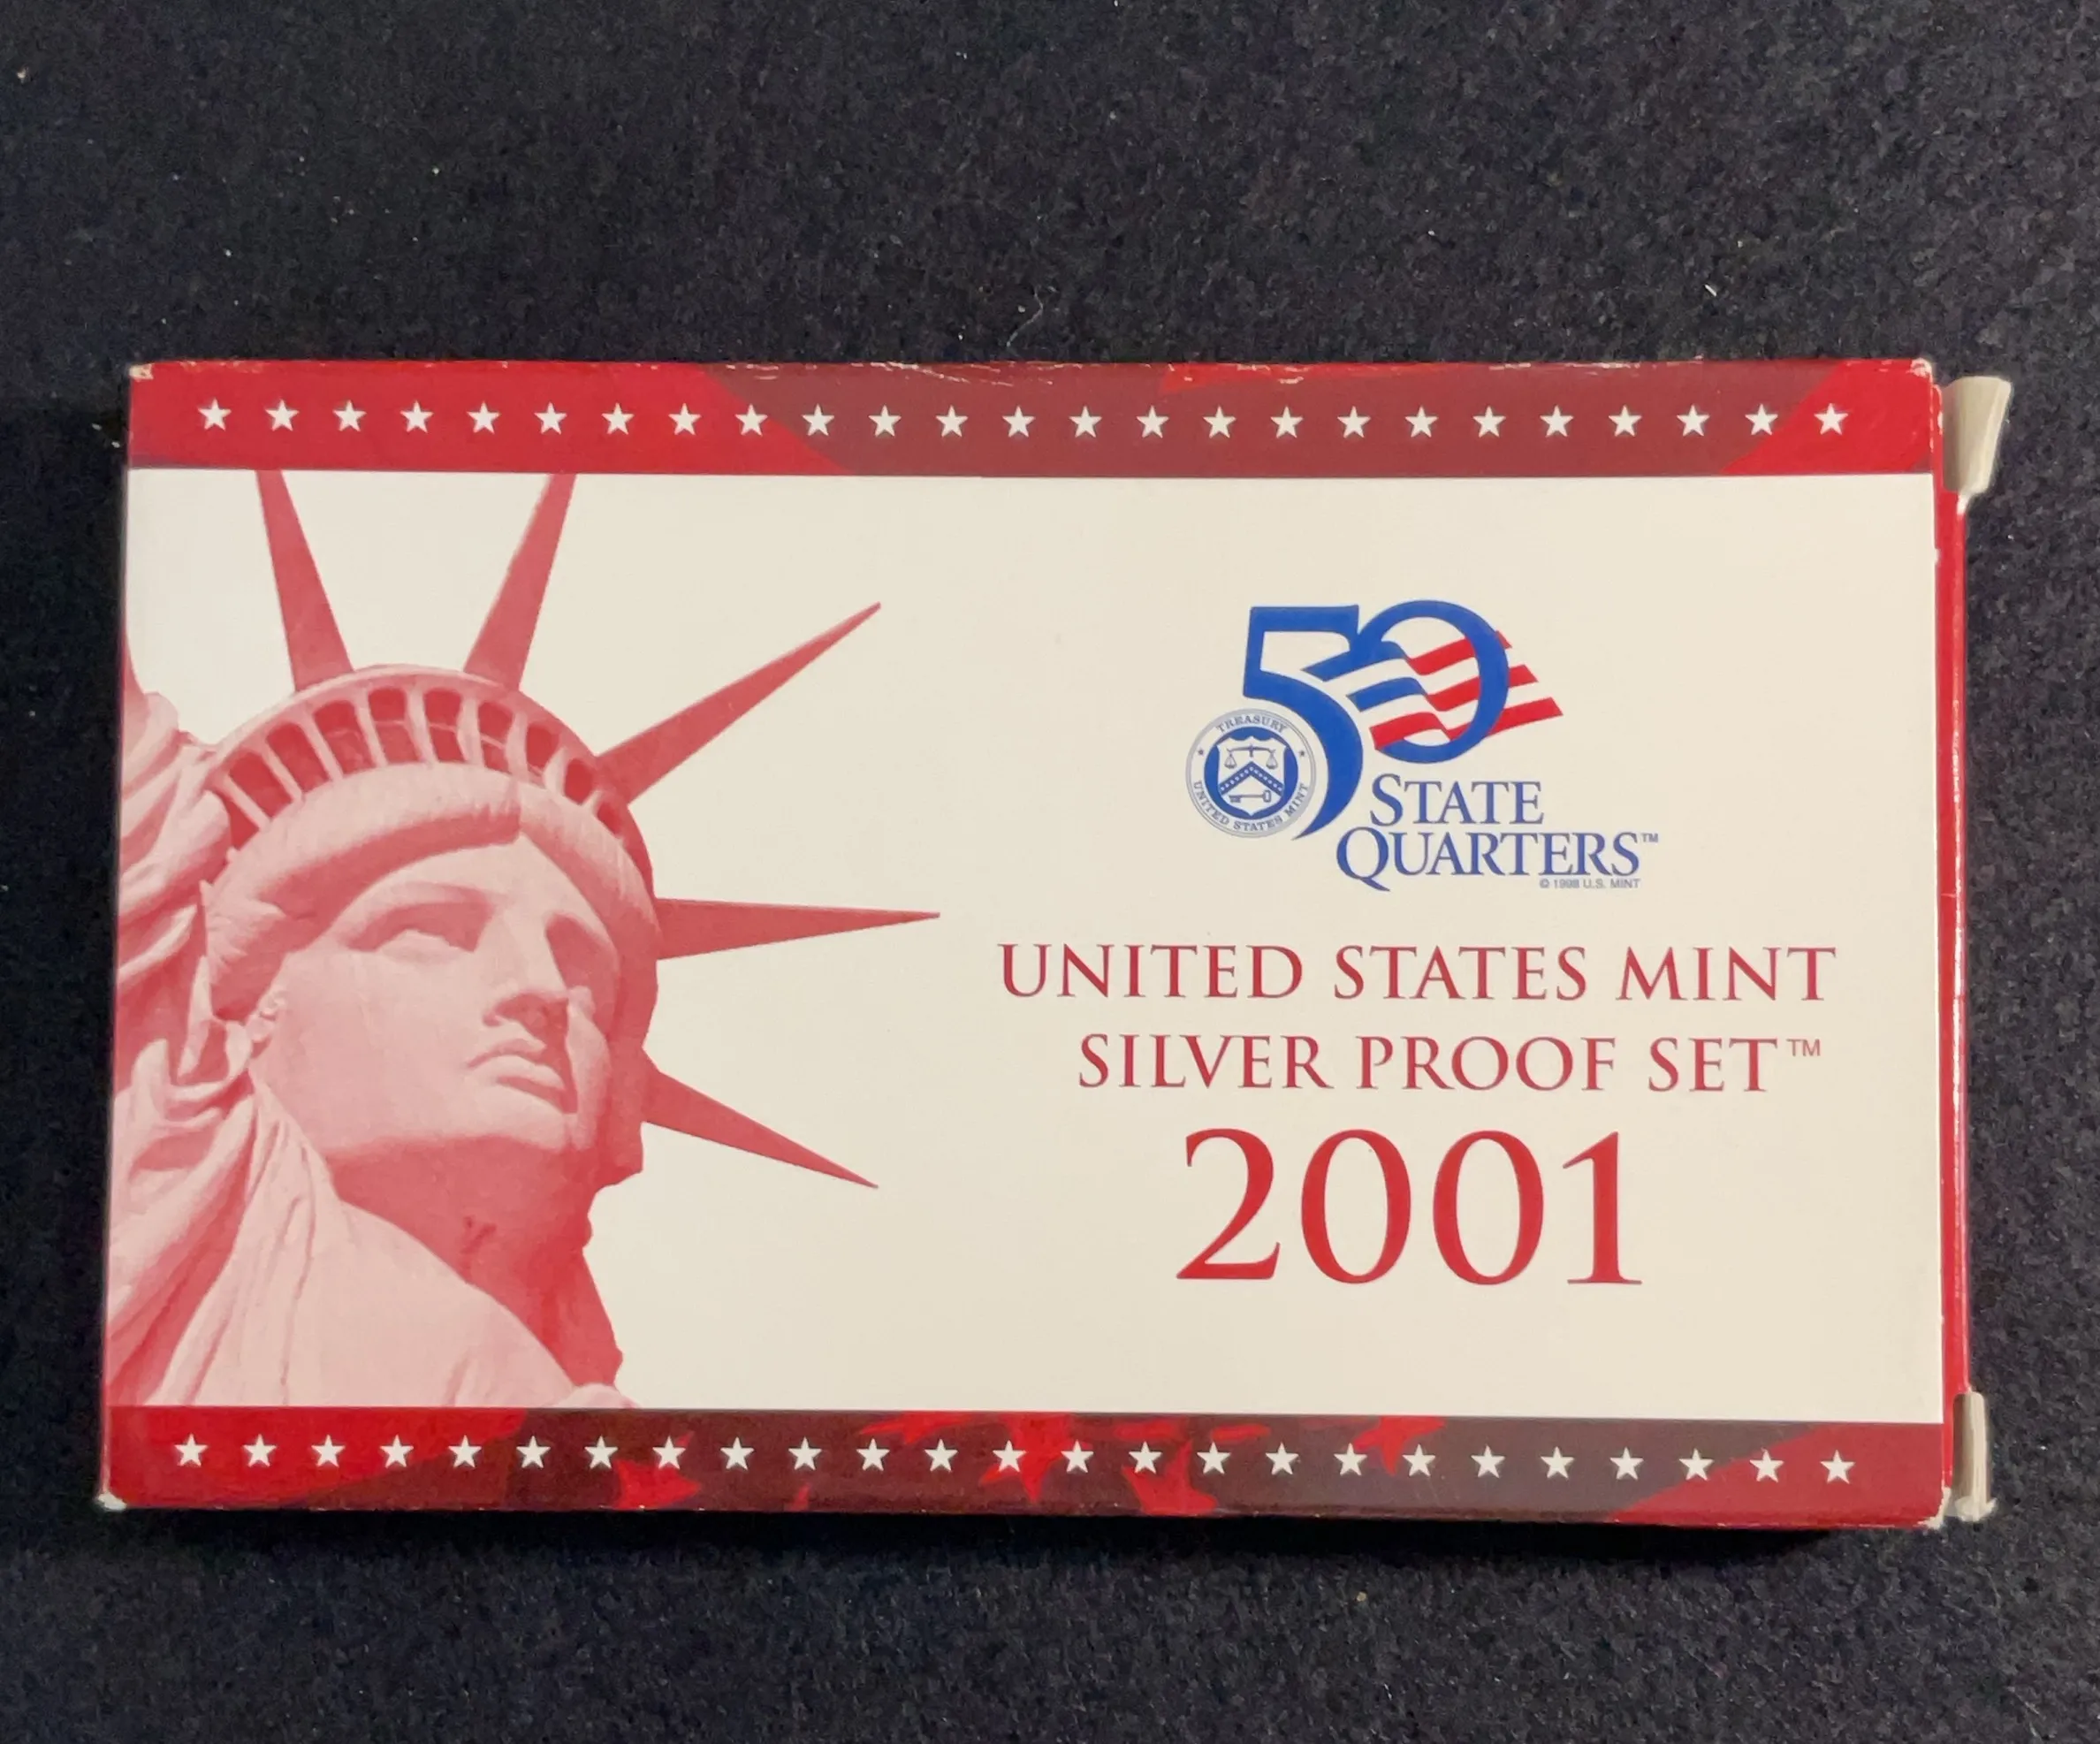 50
TREASURY
UNITED STATES MINT
STATE
QUARTERS™
© 1998 U.S. MINT
UNITED STATES MINT
SILVER PROOF SET™
2001